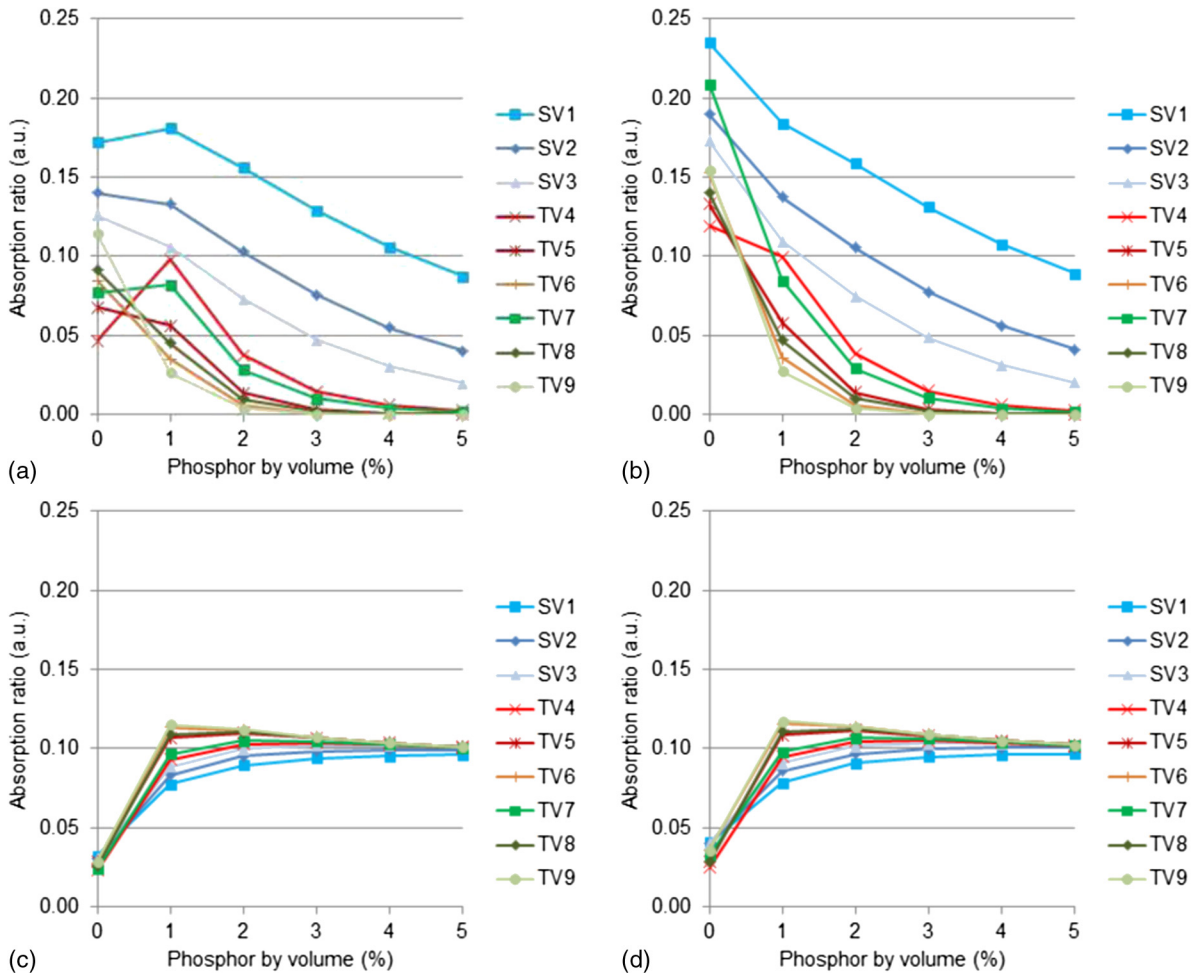 0.25
0.20
0.15
0.10
0.05
0.00
Absorption ratio (a.u.)
0 1 2 3 4 5
Phosphor by volume (%)
SV1
SV2
SV3
TV4
TV5
TV6
TV7
TV8
TV9
(a)
0.25
0.20
0.15
0.10
0.05
0.00
Absorption ratio (a.u.)
0 1 2 3 4 5
Phosphor by volume (%)
SV1
SV2
SV3
TV4
TV5
TV6
TV7
TV8
TV9
(b)
0.25
0.20
0.15
0.10
0.05
0.00
Absorption ratio (a.u.)
0 1 2 3 4 5
Phosphor by volume (%)
SV1
SV2
SV3
TV4
TV5
TV6
TV7
TV8
TV9
(c)
0.25
0.20
0.15
0.10
0.05
0.00
Absorption ratio (a.u.)
0 1 2 3 4 5
Phosphor by volume (%)
SV1
SV2
SV3
TV4
TV5
TV6
TV7
TV8
TV9
(d)